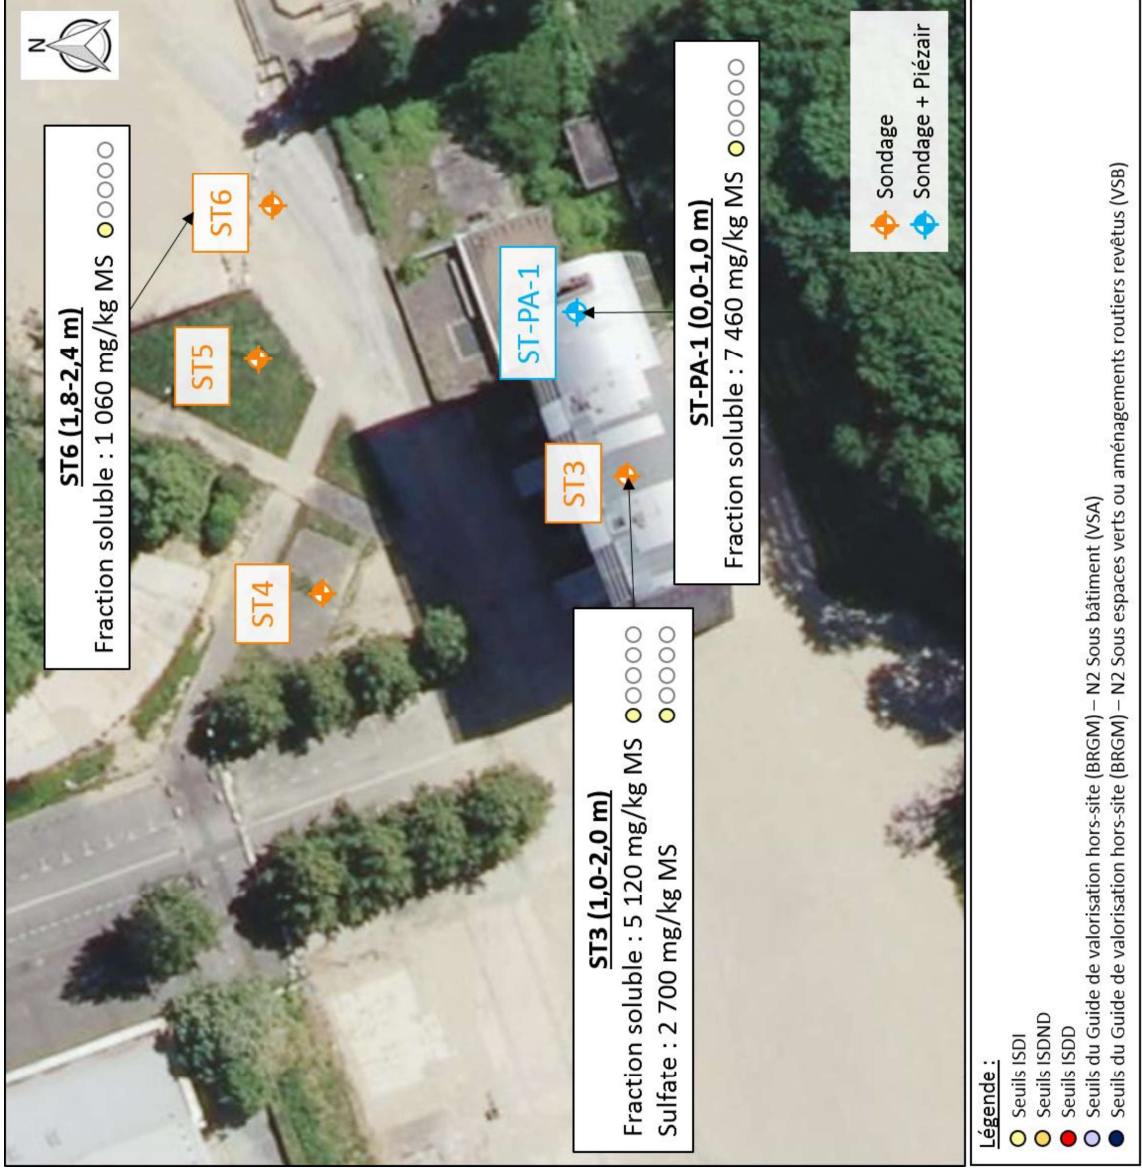 N
ST6 (1,8-2,4 m)
Fraction soluble : 1 060 mg/kg MS
ST6
ST5
ST4
ST-PA-1
ST3
ST3 (1,0-2,0 m)
Fraction soluble : 5 120 mg/kg MS
Sulfate : 2 700 mg/kg MS
ST-PA-1 (0,0-1,0 m)
Fraction soluble : 7 460 mg/kg MS
Sondage
Sondage + Piézair
Légende :
Seuils ISDI
Seuils ISDND
Seuils ISDD
Seuils du Guide de valorisation hors-site (BRGM) – N2 Sous bâtiment (VSA)
Seuils du Guide de valorisation hors-site (BRGM) – N2 Sous espaces verts ou aménagements routiers revêtus (VSB)